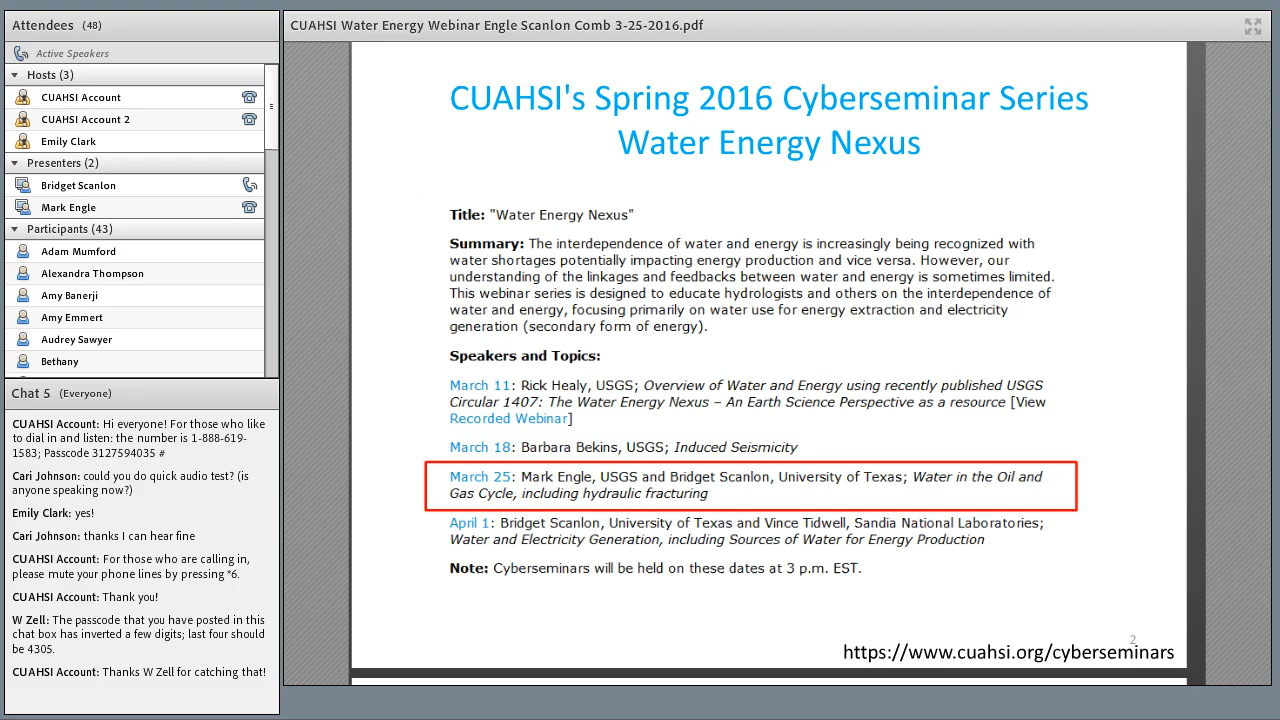 Attendees (48)
Active Speakers
Hosts (3)
CUAHSI Account
CUAHSI Account 2
Emily Clark
Presenters (2)
Bridget Scanlon
Mark Engle
Participants (43)
Adam Mumford
Alexandra Thompson
Amy Banerji
Amy Emmert
Audrey Sawyer
Bethany
Chat 5 (Everyone)
CUAHSI Account: Hi everyone! For those who like
to dial in and listen: the number is 1-888-619-
1583; Passcode 3127594035 #
Cari Johnson: could you do quick audio test? (is
anyone speaking now?)
Emily Clark: yes!
Cari Johnson: thanks I can hear fine
CUAHSI Account: For those who are calling in,
please mute your phone lines by pressing *6.
CUAHSI Account: Thank you!
W Zell: The passcode that you have posted in this
chat box has inverted a few digits; last four should
be 4305.
CUAHSI Account: Thanks W Zell for catching that!
CUAHSI Water Energy Webinar Engle Scanlon Comb 3-25-2016.pdf
CUAHSI's Spring 2016 Cyberseminar Series
Water Energy Nexus
Title: "Water Energy Nexus"
Summary: The interdependence of water and energy is increasingly being recognized with
water shortages potentially impacting energy production and vice versa. However, our
understanding of the linkages and feedbacks between water and energy is sometimes limited.
This webinar series is designed to educate hydrologists and others on the interdependence of
water and energy, focusing primarily on water use for energy extraction and electricity
generation (secondary form of energy).
Speakers and Topics:
March 11: Rick Healy, USGS; Overview of Water and Energy using recently published USGS
Circular 1407: The Water Energy Nexus – An Earth Science Perspective as a resource [View
Recorded Webinar]
March 18: Barbara Bekins, USGS; Induced Seismicity
March 25: Mark Engle, USGS and Bridget Scanlon, University of Texas; Water in the Oil and
Gas Cycle, including hydraulic fracturing
April 1: Bridget Scanlon, University of Texas and Vince Tidwell, Sandia National Laboratories;
Water and Electricity Generation, including Sources of Water for Energy Production
Note: Cyberseminars will be held on these dates at 3 p.m. EST.
2
https://www.cuahsi.org/cyberseminars